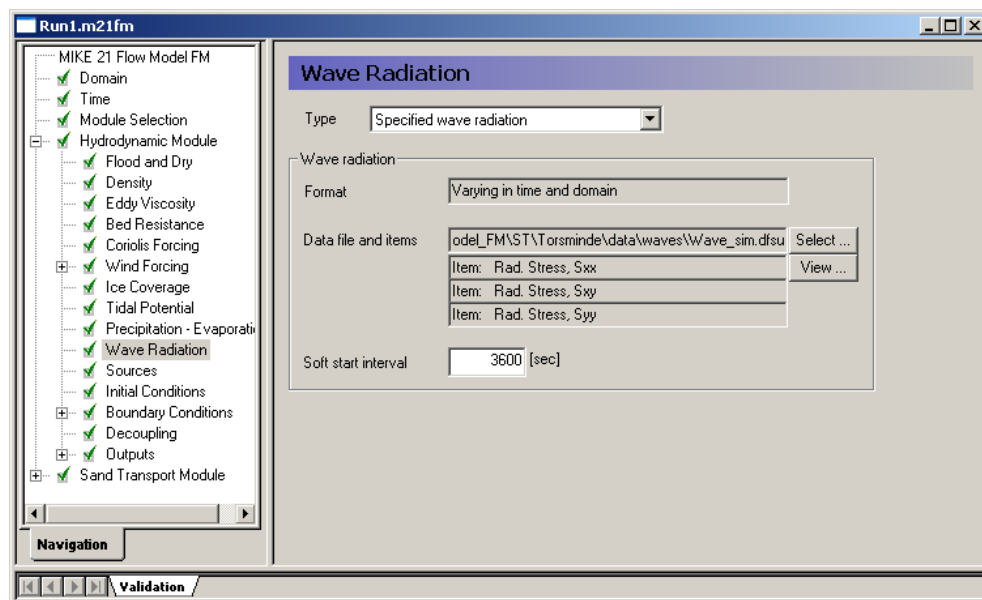 Run1.m21fm
MIKE 21 Flow Model FM
Domain
Time
Module Selection
Hydrodynamic Module
Flood and Dry
Density
Eddy Viscosity
Bed Resistance
Coriolis Forcing
Wind Forcing
Ice Coverage
Tidal Potential
Precipitation - Evaporati
Wave Radiation
Sources
Initial Conditions
Boundary Conditions
Decoupling
Outputs
Sand Transport Module
Navigation
Wave Radiation
Type Specified wave radiation
Wave radiation
Format Varying in time and domain
Data file and items odel_FM\ST\Torsminde\data\waves\Wave_sim.dfsu Select ...
Item: Rad. Stress, Sxx View ...
Item: Rad. Stress, Sxy
Item: Rad. Stress, Syy
Soft start interval 3600 [sec]
Validation